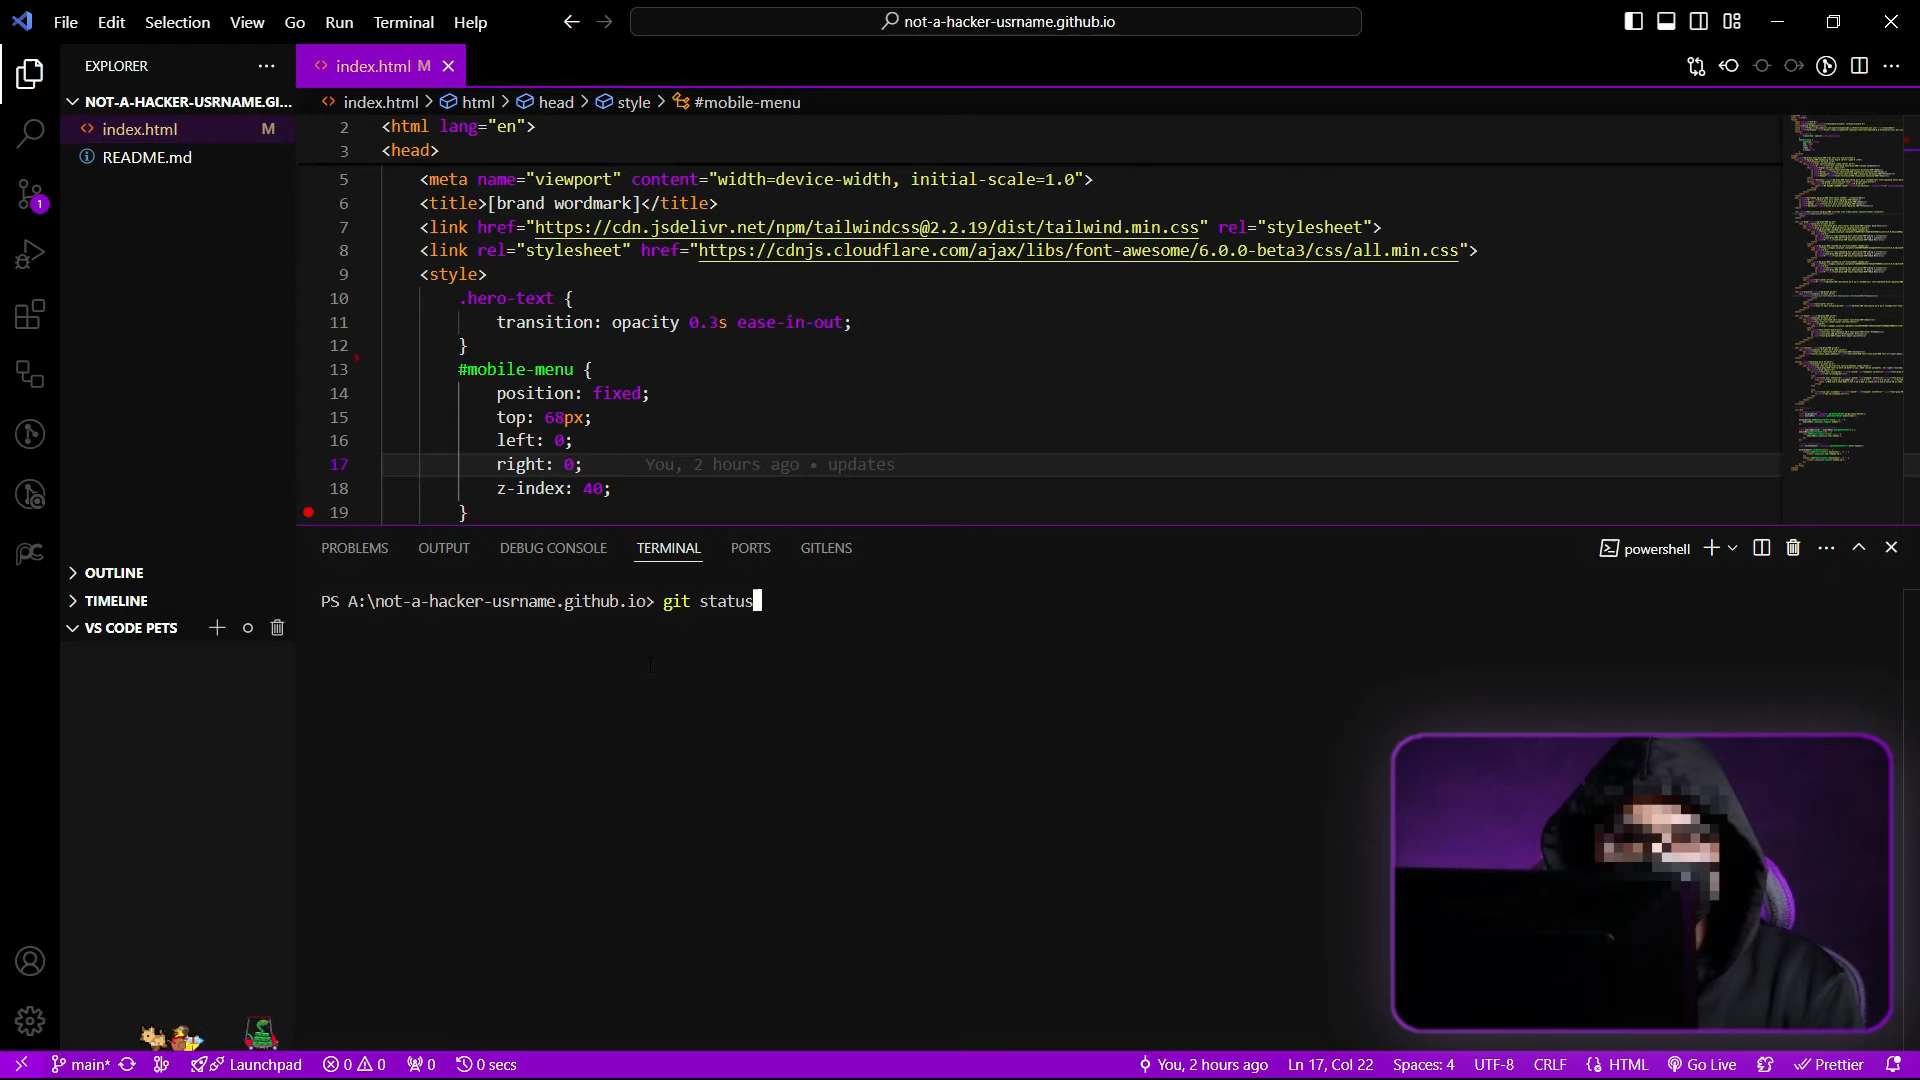 File Edit Selection View Go Run Terminal Help
not-a-hacker-usrname.github.io
EXPLORER
NOT-A-HACKER-USRNAME.GI...
index.html M
README.md
OUTLINE
TIMELINE
VS CODE PETS
1
index.html M
index.html > html > head > style > #mobile-menu
2 <html lang="en">
3 <head>
5 <meta name="viewport" content="width=device-width, initial-scale=1.0">
6 <title>[brand wordmark]</title>
7 <link href="https://cdn.jsdelivr.net/npm/tailwindcss@2.2.19/dist/tailwind.min.css" rel="stylesheet">
8 <link rel="stylesheet" href="https://cdnjs.cloudflare.com/ajax/libs/font-awesome/6.0.0-beta3/css/all.min.css">
9 <style>
10 .hero-text {
11 transition: opacity 0.3s ease-in-out;
12 }
13 #mobile-menu {
14 position: fixed;
15 top: 68px;
16 left: 0;
17 right: 0; You, 2 hours ago • updates
18 z-index: 40;
19 }
PROBLEMS OUTPUT DEBUG CONSOLE TERMINAL PORTS GITLENS
powershell
PS A:\not-a-hacker-usrname.github.io> git status
main* Launchpad 0 0 0 0 secs
You, 2 hours ago Ln 17, Col 22 Spaces: 4 UTF-8 CRLF HTML Go Live Prettier